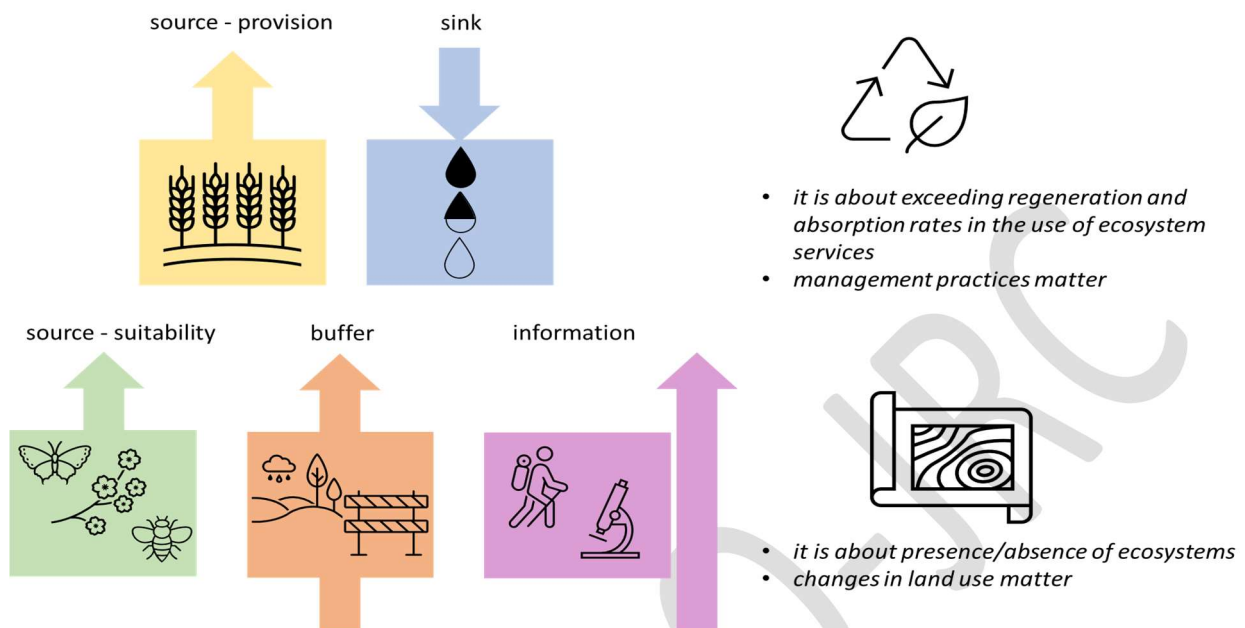 source - provision
sink
• it is about exceeding regeneration and
absorption rates in the use of ecosystem
services
• management practices matter
source - suitability
buffer
information
• it is about presence/absence of ecosystems
• changes in land use matter
-JRC